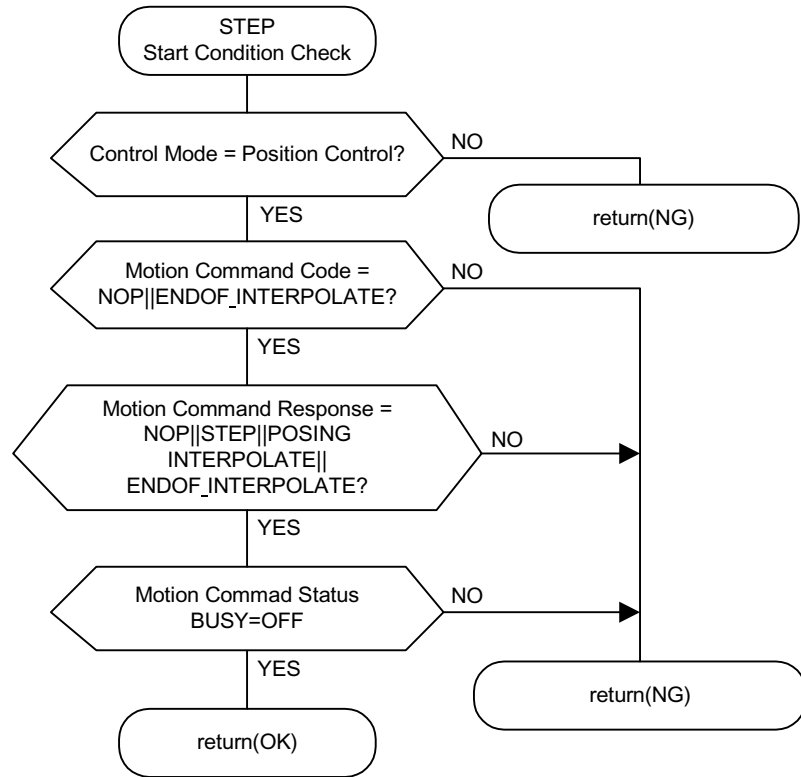 STEP
Start Condition Check
Control Mode = Position Control?
NO
return(NG)
YES
Motion Command Code =
NOP||ENDOF_INTERPOLATE?
NO
YES
Motion Command Response =
NOP||STEP||POSING
INTERPOLATE||
ENDOF_INTERPOLATE?
NO
YES
Motion Commad Status
BUSY=OFF
NO
YES
return(NG)
return(OK)